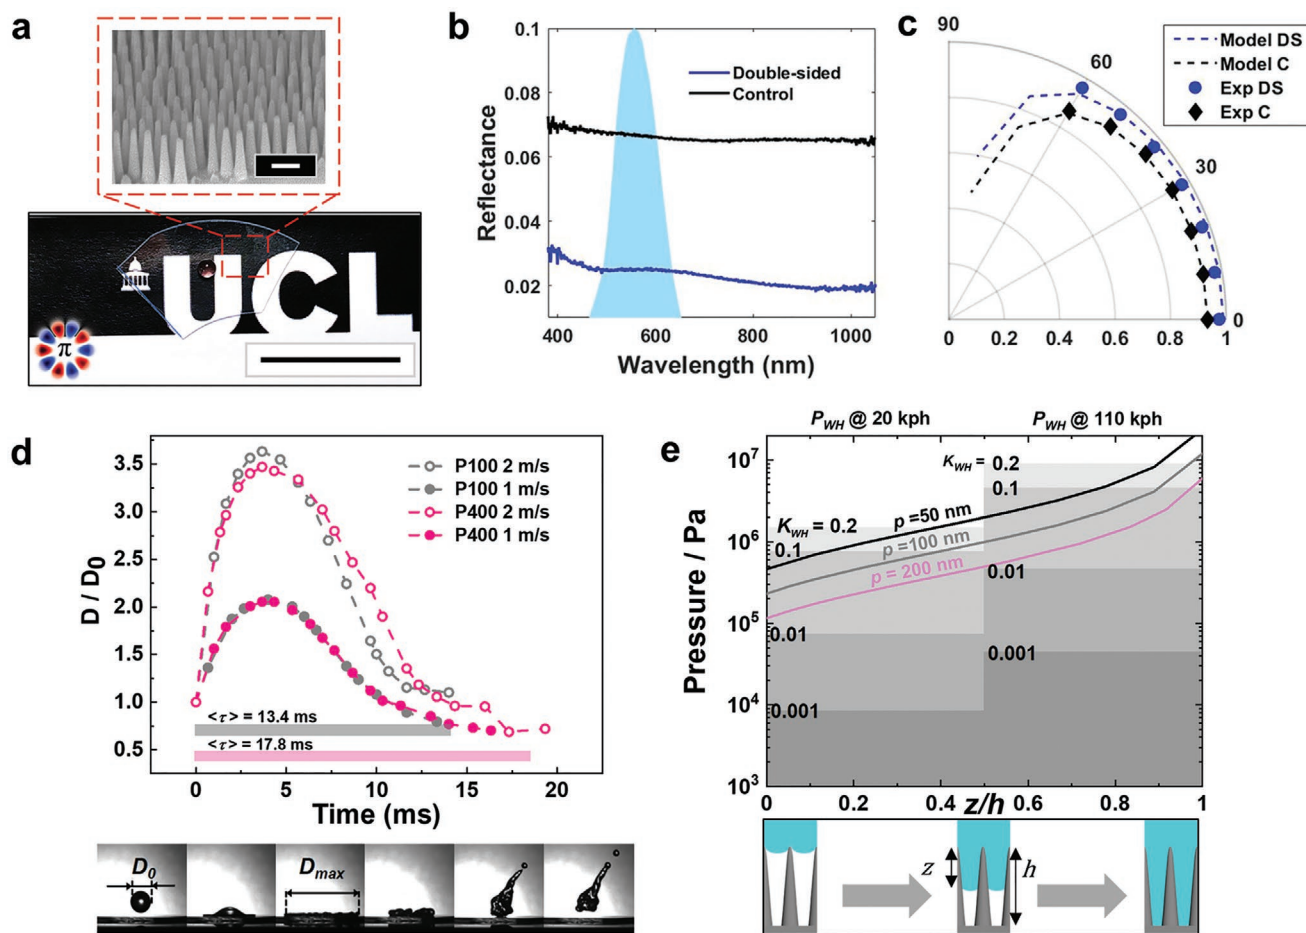 a
UCL
π
b
Reflectance
0.1
0.08
0.06
0.04
0.02
Double-sided
Control
400
600
800
1000
Wavelength (nm)
c
90
60
30
0
Model DS
Model C
Exp DS
Exp C
0
0.2
0.4
0.6
0.8
1
d
D / D0
3.5
3.0
2.5
2.0
1.5
1.0
0.5
P100 2 m/s
P100 1 m/s
P400 2 m/s
P400 1 m/s
<τ> = 13.4 ms
<τ> = 17.8 ms
0
5
10
15
20
Time (ms)
D0
Dmax
e
PWH @ 20 kph
PWH @ 110 kph
Pressure / Pa
10^7
10^6
10^5
10^4
10^3
KWH = 0.2
0.1
0.01
0.001
KWH = 0.2
0.1
0.01
0.001
p = 50 nm
p =100 nm
p = 200 nm
0
0.2
0.4
z/h
0.6
0.8
1
z
h